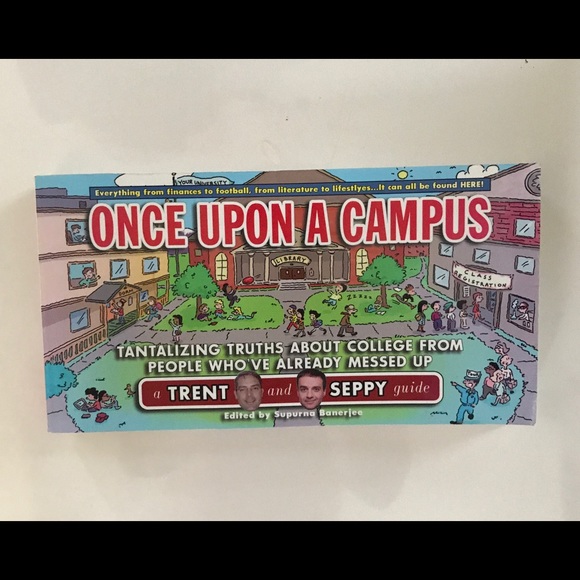 YOUR UNIVERSITY
Everything from finances to football, from literature to lifestlyes...It can all be found HERE!
ONCE UPON A CAMPUS
LIBRARY
CLASS
REGISTRATION
TANTALIZING TRUTHS ABOUT COLLEGE FROM
PEOPLE WHO'VE ALREADY MESSED UP
a TRENT and SEPPY guide
Edited by Supurna Banerjee